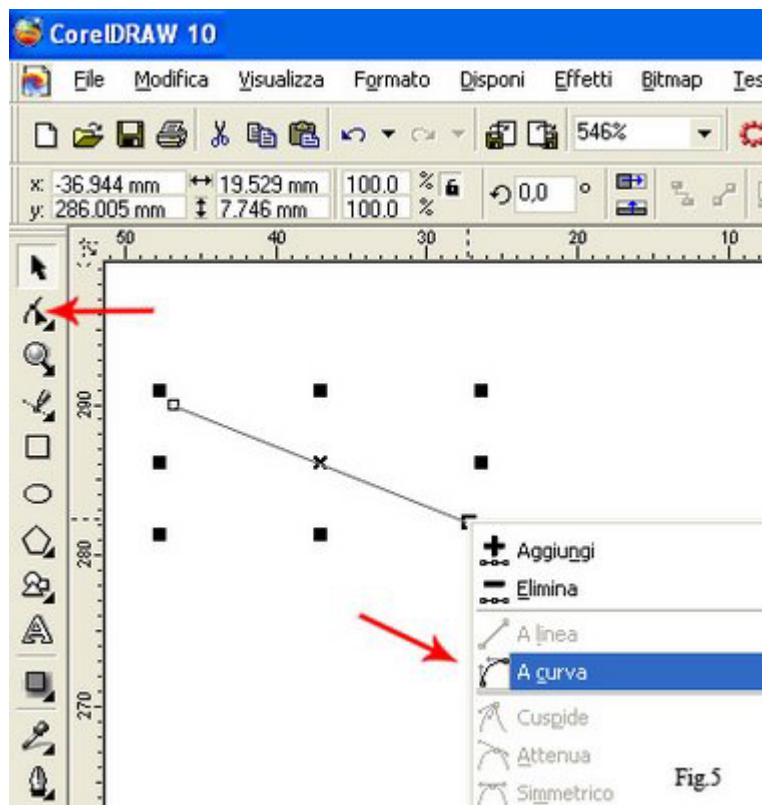 CorelDRAW 10
File Modifica Visualizza Formato Disponi Effetti Bitmap Tes
546%
x: -36.944 mm 19.529 mm 100.0 % 0,0 °
y: 286.005 mm 7.746 mm 100.0 %
50 40 30 20 10
290
280
270
Aggiungi
Elimina
A linea
A curva
Cuspide
Attenua
Simmetrico
Fig.5